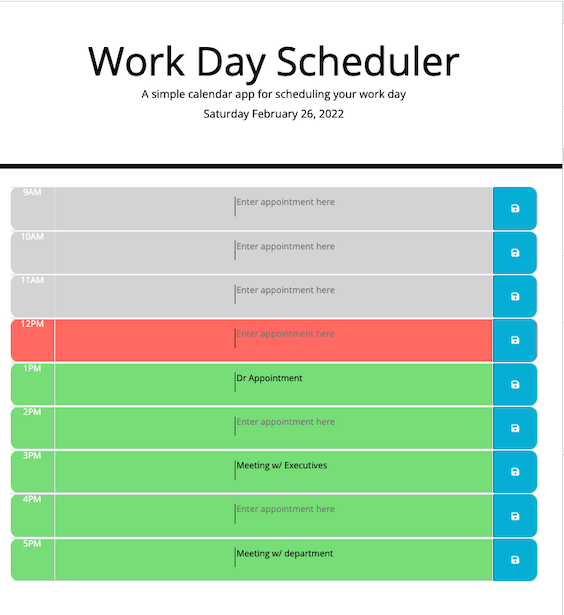 Work Day Scheduler
A simple calendar app for scheduling your work day
Saturday February 26, 2022
9AM Enter appointment here
10AM Enter appointment here
11AM Enter appointment here
12PM Enter appointment here
1PM Dr Appointment
2PM Enter appointment here
3PM Meeting w/ Executives
4PM Enter appointment here
5PM Meeting w/ department